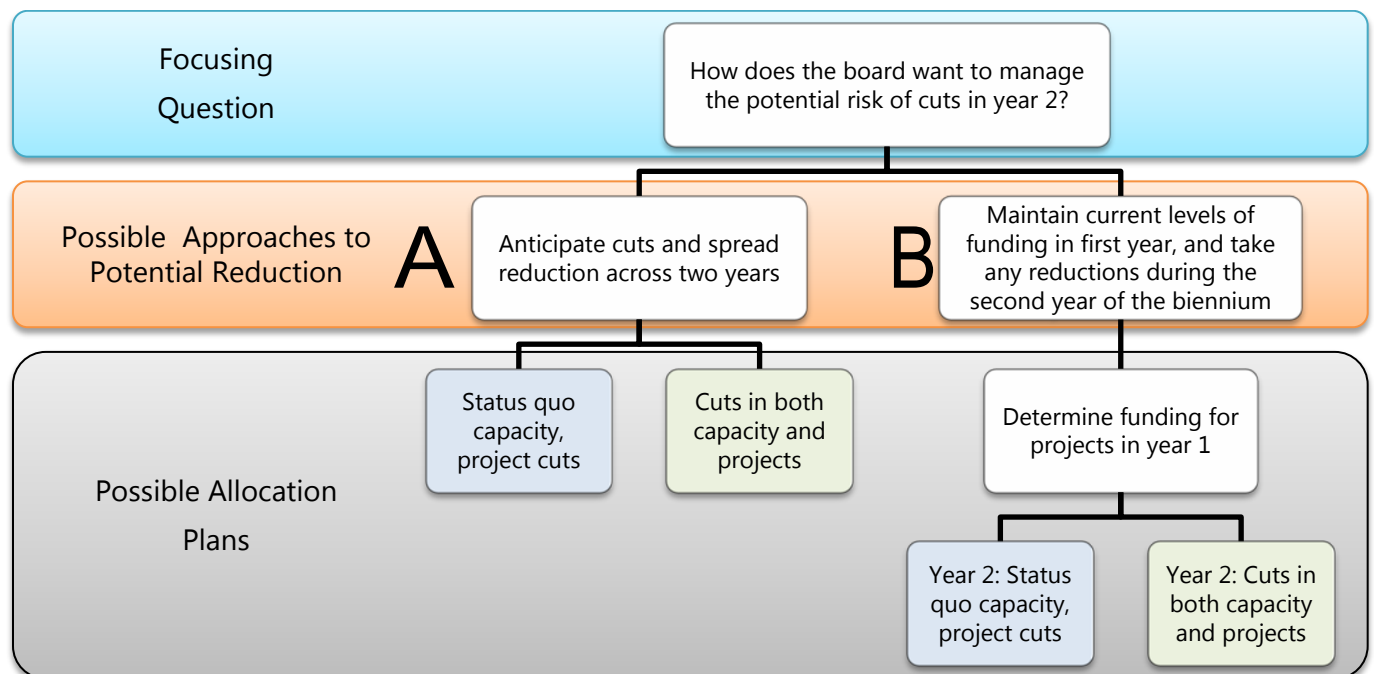 Focusing
Question
How does the board want to manage
the potential risk of cuts in year 2?
Possible Approaches to
Potential Reduction
A
Anticipate cuts and spread
reduction across two years
B
Maintain current levels of
funding in first year, and take
any reductions during the
second year of the biennium
Possible Allocation
Plans
Status quo
capacity,
project cuts
Cuts in both
capacity and
projects
Determine funding for
projects in year 1
Year 2: Status
quo capacity,
project cuts
Year 2: Cuts in
both capacity
and projects